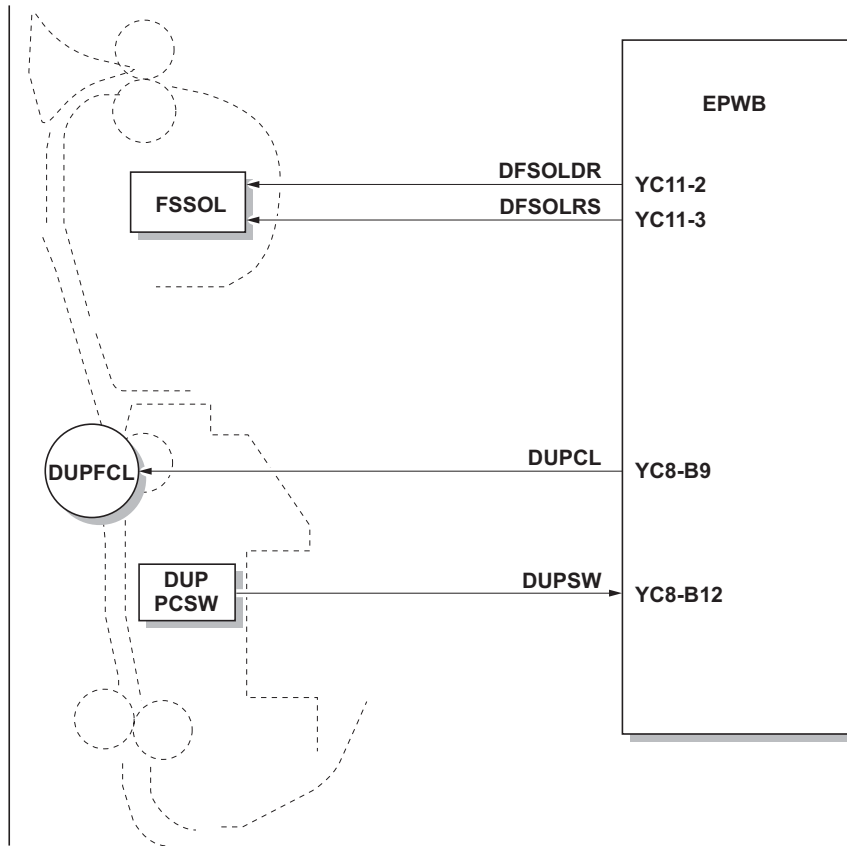 EPWB
DFSOLDR
YC11-2
FSSOL
DFSOLRS
YC11-3
DUPFCL
DUPCL
YC8-B9
DUP
PCSW
DUPSW
YC8-B12